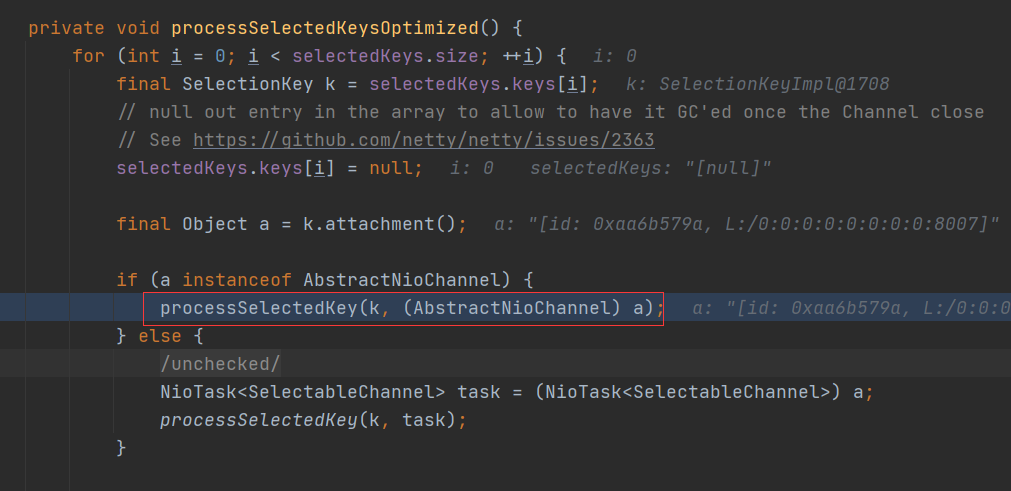 private void processSelectedKeysOptimized() {
for (int i = 0; i < selectedKeys.size; ++i) { i: 0
final SelectionKey k = selectedKeys.keys[i]; k: SelectionKeyImpl@1708
// null out entry in the array to allow to have it GC'ed once the Channel close
// See https://github.com/netty/netty/issues/2363
selectedKeys.keys[i] = null; i: 0 selectedKeys: "[null]"
final Object a = k.attachment(); a: "[id: 0xaa6b579a, L:/0:0:0:0:0:0:0:0:8007]"
if (a instanceof AbstractNioChannel) {
processSelectedKey(k, (AbstractNioChannel) a); a: "[id: 0xaa6b579a, L:/0:0:0
} else {
/unchecked/
NioTask<SelectableChannel> task = (NioTask<SelectableChannel>) a;
processSelectedKey(k, task);
}